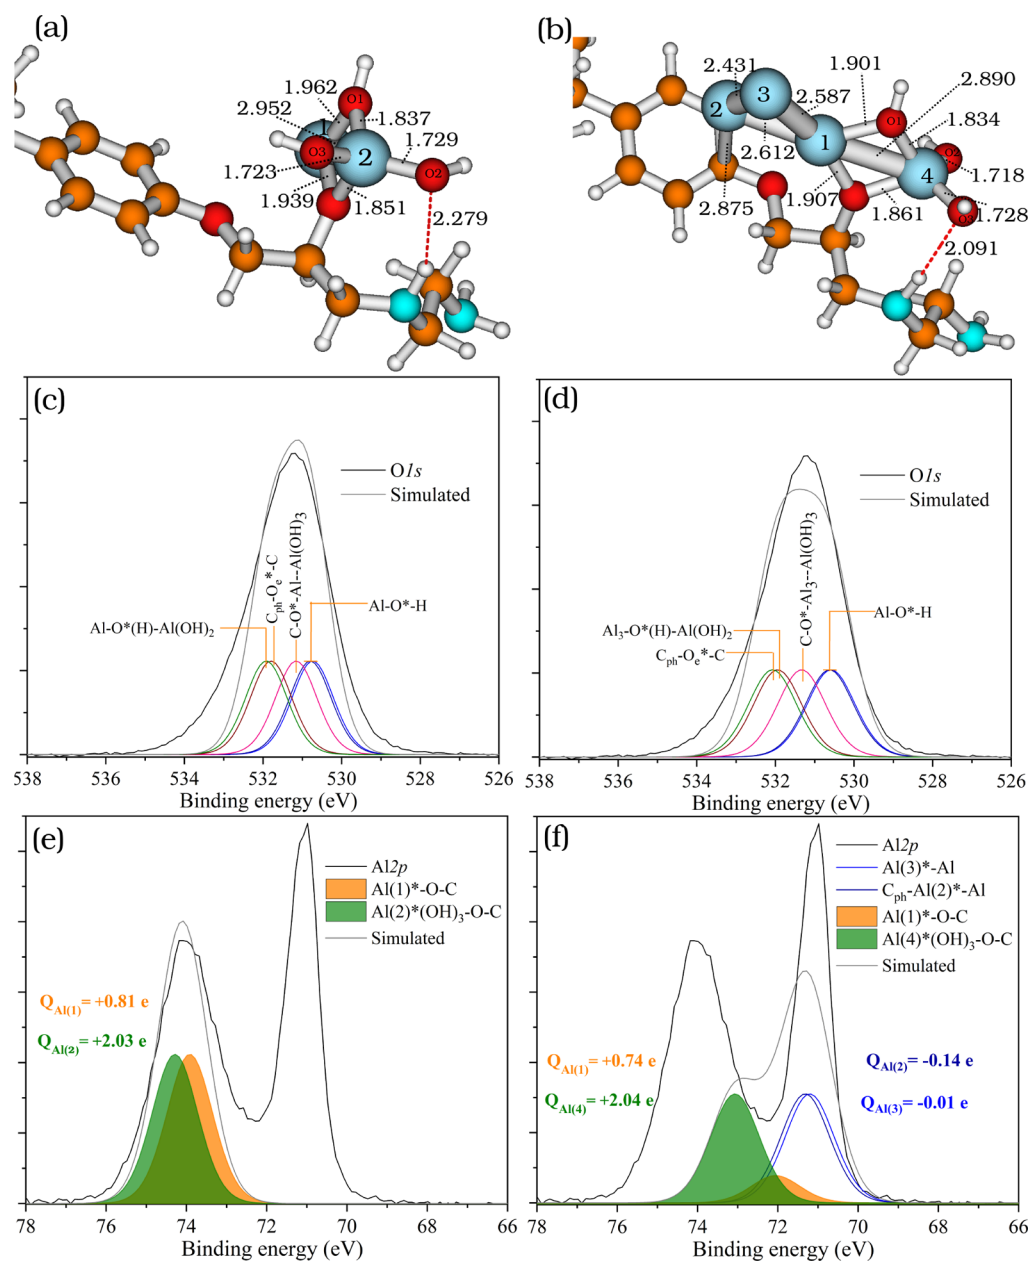 (a)
1.962
2.952
O1
1
1.837
1.729
O3
2
1.723
O2
1.939
1.851
2.279
(b)
2.431
1.901
2.890
2
3
2.587
O1
1.834
1
2.612
O2
4
1.718
2.875
1.907
1.861
O3
1.728
2.091
(c)
O1s
Simulated
Cph-Oe*-C
C-O*-Al--Al(OH)3
Al-O*-H
Al-O*(H)-Al(OH)2
538 536 534 532 530 528 526
Binding energy (eV)
(d)
O1s
Simulated
C-O*-Al3--Al(OH)3
Al-O*-H
Al3-O*(H)-Al(OH)2
Cph-Oe*-C
538 536 534 532 530 528 526
Binding energy (eV)
(e)
Al2p
Al(1)*-O-C
Al(2)*(OH)3-O-C
Simulated
QAl(1)= +0.81 e
QAl(2)= +2.03 e
78 76 74 72 70 68 66
Binding energy (eV)
(f)
Al2p
Al(3)*-Al
Cph-Al(2)*-Al
Al(1)*-O-C
Al(4)*(OH)3-O-C
Simulated
QAl(1)= +0.74 e
QAl(2)= -0.14 e
QAl(4)= +2.04 e
QAl(3)= -0.01 e
78 76 74 72 70 68 66
Binding energy (eV)